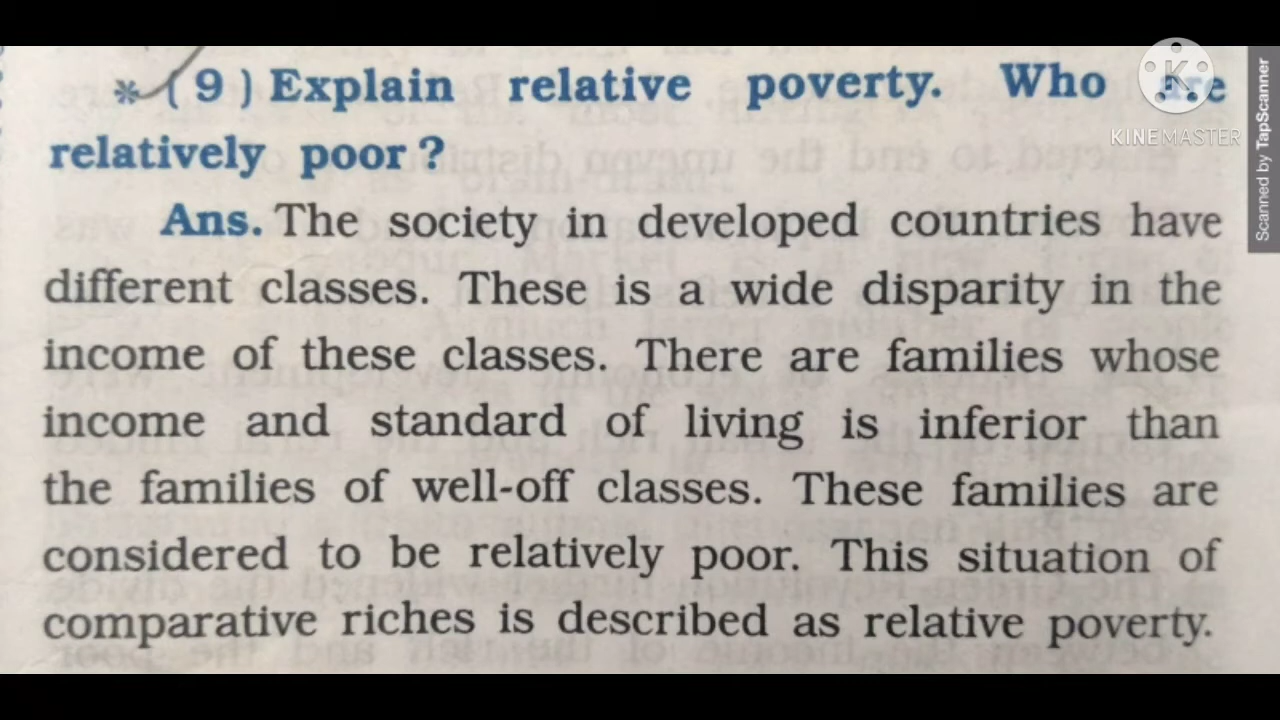 * ( 9 ) Explain relative poverty. Who are
relatively poor ?
Ans. The society in developed countries have
different classes. These is a wide disparity in the
income of these classes. There are families whose
income and standard of living is inferior than
the families of well-off classes. These families are
considered to be relatively poor. This situation of
comparative riches is described as relative poverty.
KINEMASTER
Scanned by TapScanner